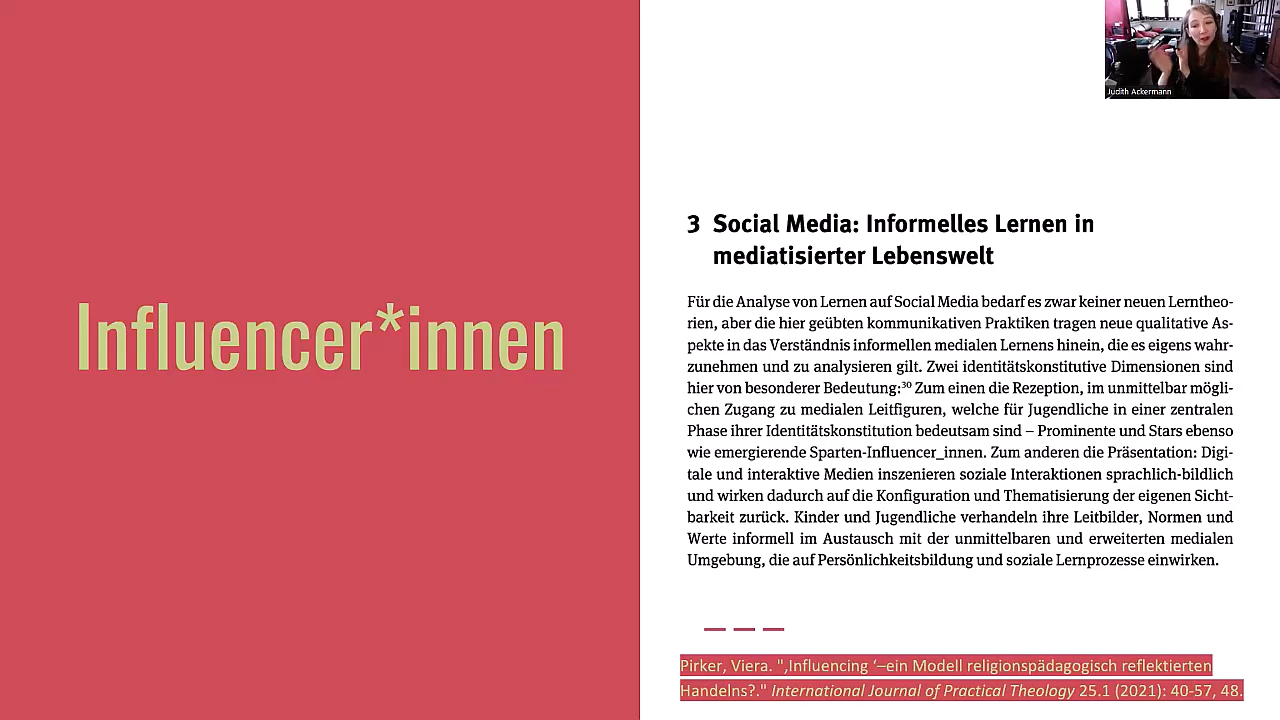 Judith Ackermann
Influencer*innen
3 Social Media: Informelles Lernen in
mediatisierter Lebenswelt
Für die Analyse von Lernen auf Social Media bedarf es zwar keiner neuen Lerntheo-
rien, aber die hier geübten kommunikativen Praktiken tragen neue qualitative As-
pekte in das Verständnis informellen medialen Lernens hinein, die es eigens wahr-
zunehmen und zu analysieren gilt. Zwei identitätskonstitutive Dimensionen sind
hier von besonderer Bedeutung:³⁰ Zum einen die Rezeption, im unmittelbar mögli-
chen Zugang zu medialen Leitfiguren, welche für Jugendliche in einer zentralen
Phase ihrer Identitätskonstitution bedeutsam sind – Prominente und Stars ebenso
wie emergierende Sparten-Influencer_innen. Zum anderen die Präsentation: Digi-
tale und interaktive Medien inszenieren soziale Interaktionen sprachlich-bildlich
und wirken dadurch auf die Konfiguration und Thematisierung der eigenen Sicht-
barkeit zurück. Kinder und Jugendliche verhandeln ihre Leitbilder, Normen und
Werte informell im Austausch mit der unmittelbaren und erweiterten medialen
Umgebung, die auf Persönlichkeitsbildung und soziale Lernprozesse einwirken.
Pirker, Viera. "‚Influencing ‘–ein Modell religionspädagogisch reflektierten
Handelns?." International Journal of Practical Theology 25.1 (2021): 40-57, 48.